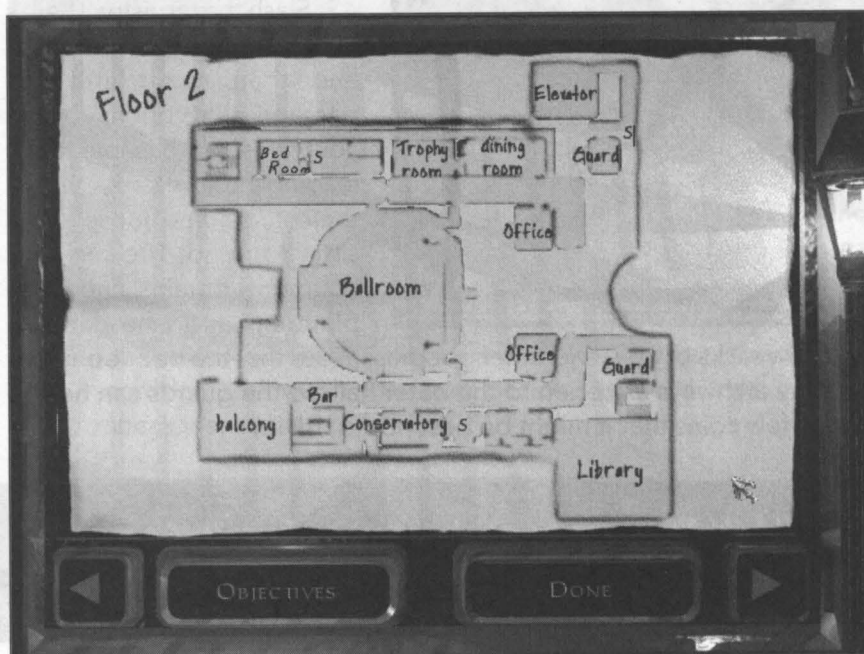 Floor 2
Elevator
S
Bed Room S
Trophy room
dining room
Guard
Office
Ballroom
Office
Guard
Bar
balcony
Conservatory S
Library
OBJECTIVES
DONE